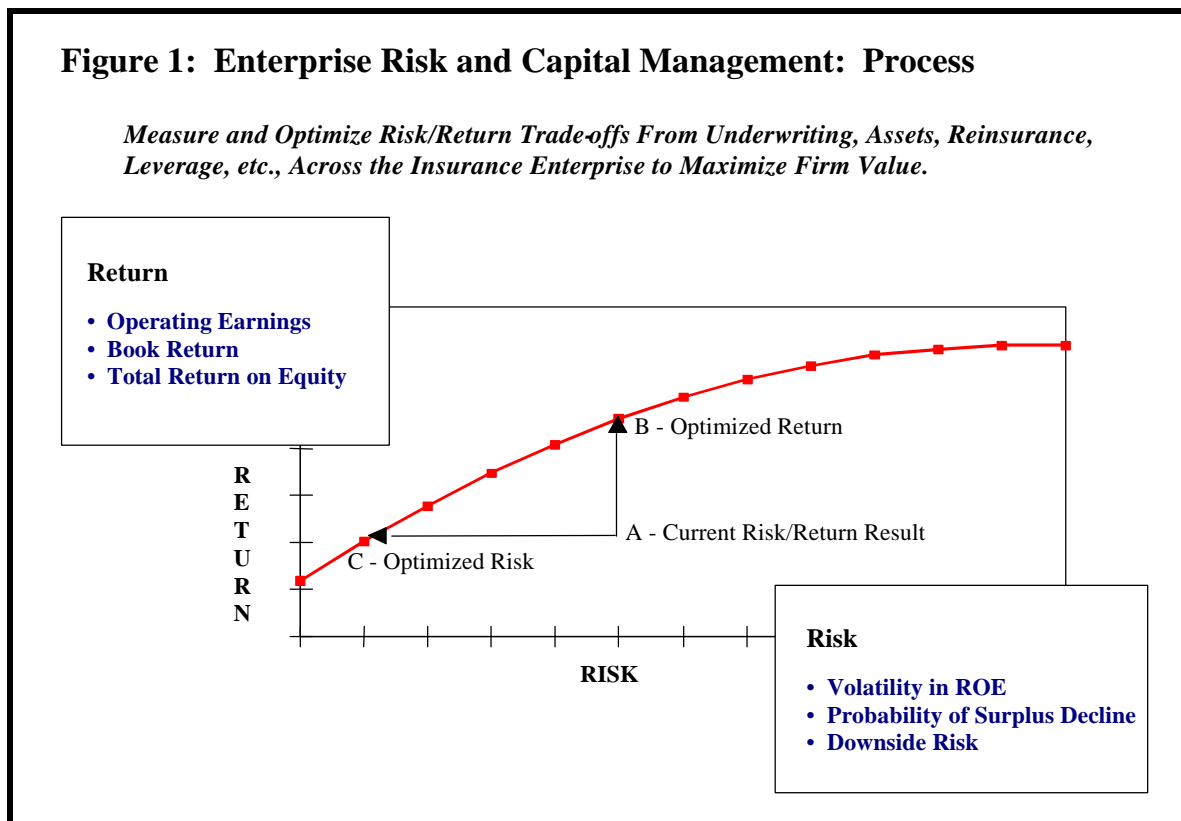 Figure 1: Enterprise Risk and Capital Management: Process
Measure and Optimize Risk/Return Trade-offs From Underwriting, Assets, Reinsurance,
Leverage, etc., Across the Insurance Enterprise to Maximize Firm Value.
Return
• Operating Earnings
• Book Return
• Total Return on Equity
B - Optimized Return
A - Current Risk/Return Result
C - Optimized Risk
RETURN
RISK
Risk
• Volatility in ROE
• Probability of Surplus Decline
• Downside Risk